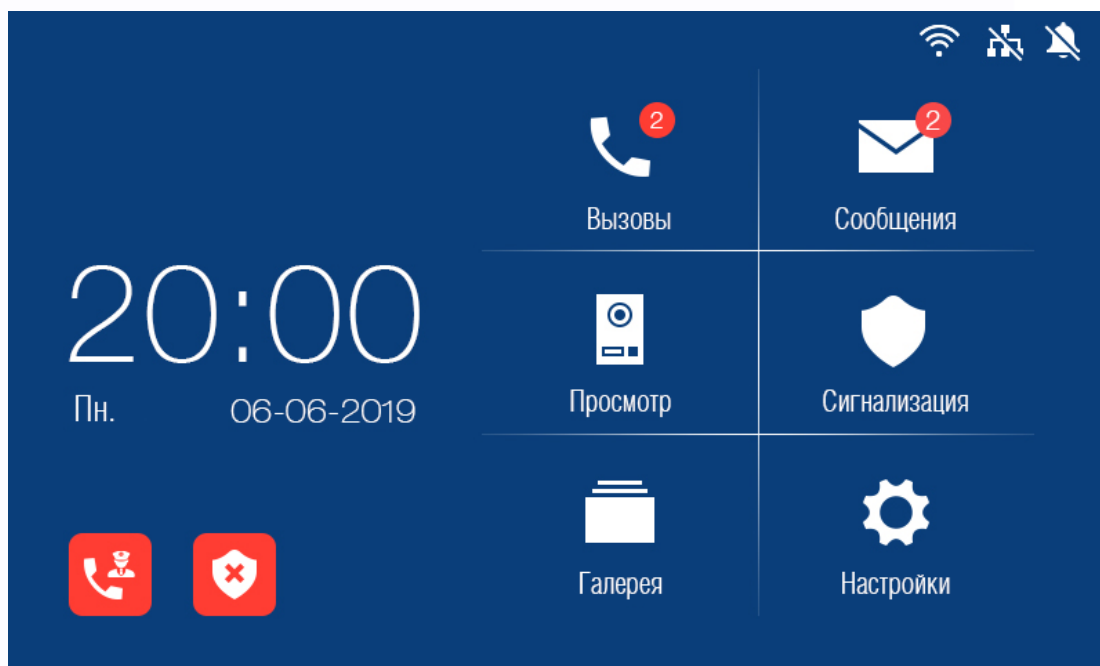 2
2
Вызовы
Сообщения
20:00
Пн.
06-06-2019
Просмотр
Сигнализация
Галерея
Настройки